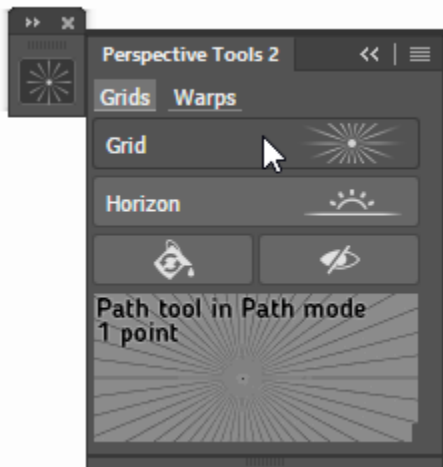 Perspective Tools 2
Grids Warps
Grid
Horizon
Path tool in Path mode
1 point